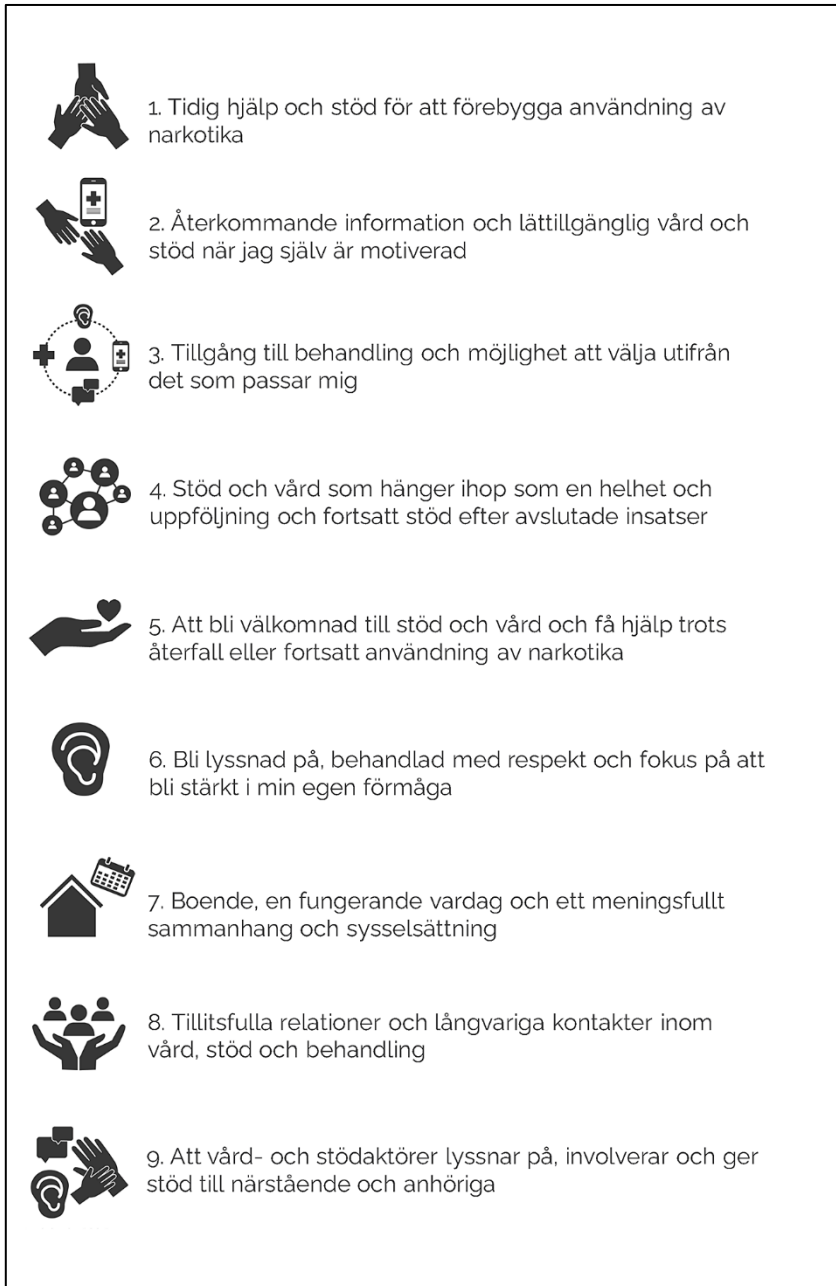 1. Tidig hjälp och stöd för att förebygga användning av
narkotika
2. Återkommande information och lättillgänglig vård och
stöd när jag själv är motiverad
3. Tillgång till behandling och möjlighet att välja utifrån
det som passar mig
4. Stöd och vård som hänger ihop som en helhet och
uppföljning och fortsatt stöd efter avslutade insatser
5. Att bli välkomnad till stöd och vård och få hjälp trots
återfall eller fortsatt användning av narkotika
6. Bli lyssnad på, behandlad med respekt och fokus på att
bli stärkt i min egen förmåga
7. Boende, en fungerande vardag och ett meningsfullt
sammanhang och sysselsättning
8. Tillitsfulla relationer och långvariga kontakter inom
vård, stöd och behandling
9. Att vård- och stödaktörer lyssnar på, involverar och ger
stöd till närstående och anhöriga